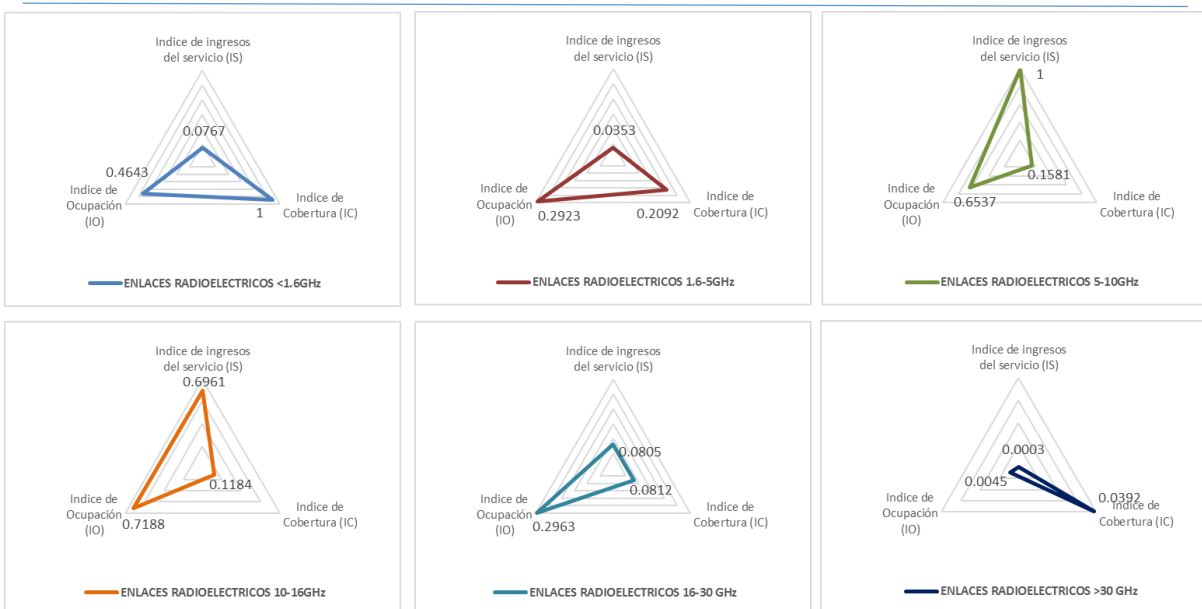 Indice de ingresos
del servicio (IS)
0.0767
0.4643
Indice de
Ocupación
(IO)
1
Indice de
Cobertura (IC)
ENLACES RADIOELECTRICOS <1.6GHz
Indice de ingresos
del servicio (IS)
0.0353
Indice de
Ocupación
(IO)
0.2923
0.2092
Indice de
Cobertura (IC)
ENLACES RADIOELECTRICOS 1.6-5GHz
Indice de ingresos
del servicio (IS)
1
0.1581
Indice de
Ocupación
(IO)
0.6537
Indice de
Cobertura (IC)
ENLACES RADIOELECTRICOS 5-10GHz
Indice de ingresos
del servicio (IS)
0.6961
0.1184
Indice de
Ocupación
(IO)
0.7188
Indice de
Cobertura (IC)
ENLACES RADIOELECTRICOS 10-16GHz
Indice de ingresos
del servicio (IS)
0.0805
0.0812
Indice de
Ocupación
(IO)
0.2963
Indice de
Cobertura (IC)
ENLACES RADIOELECTRICOS 16-30 GHz
Indice de ingresos
del servicio (IS)
0.0003
0.0045
Indice de
Ocupación
(IO)
0.0392
Indice de
Cobertura (IC)
ENLACES RADIOELECTRICOS >30 GHz